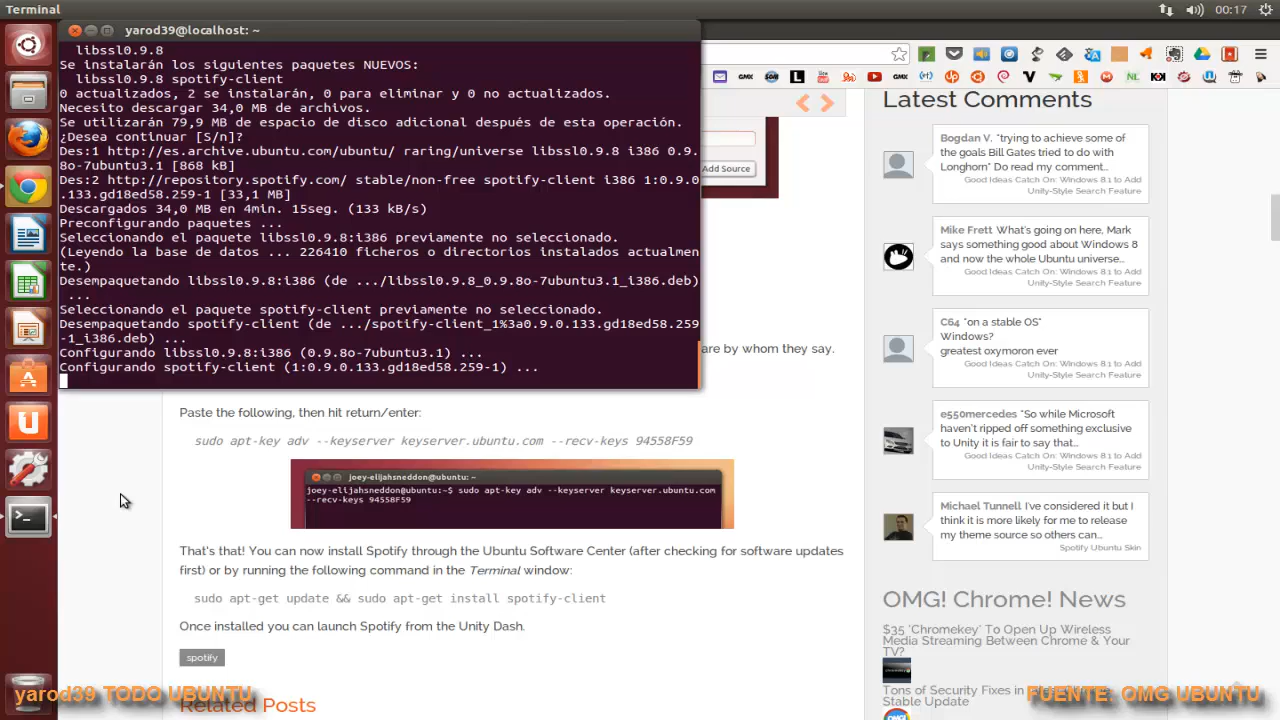 Terminal
00:17
yarod39@localhost: ~
libssl0.9.8
Se instalarán los siguientes paquetes NUEVOS:
libssl0.9.8 spotify-client
0 actualizados, 2 se instalarán, 0 para eliminar y 0 no actualizados.
Necesito descargar 34,0 MB de archivos.
Se utilizarán 79,9 MB de espacio de disco adicional después de esta operación.
¿Desea continuar [S/n]?
Des:1 http://es.archive.ubuntu.com/ubuntu/ raring/universe libssl0.9.8 i386 0.9.
8o-7ubuntu3.1 [868 kB]
Des:2 http://repository.spotify.com/ stable/non-free spotify-client i386 1:0.9.0
.133.gd18ed58.259-1 [33,1 MB]
Descargados 34,0 MB en 4min. 15seg. (133 kB/s)
Preconfigurando paquetes ...
Seleccionando el paquete libssl0.9.8:i386 previamente no seleccionado.
(Leyendo la base de datos ... 226410 ficheros o directorios instalados actualmen
te.)
Desempaquetando libssl0.9.8:i386 (de .../libssl0.9.8_0.9.8o-7ubuntu3.1_i386.deb)
...
Seleccionando el paquete spotify-client previamente no seleccionado.
Desempaquetando spotify-client (de .../spotify-client_1%3a0.9.0.133.gd18ed58.259
-1_i386.deb) ...
Configurando libssl0.9.8:i386 (0.9.8o-7ubuntu3.1) ...
Configurando spotify-client (1:0.9.0.133.gd18ed58.259-1) ...
Add Source
are by whom they say.
Paste the following, then hit return/enter:
sudo apt-key adv --keyserver keyserver.ubuntu.com --recv-keys 94558F59
joey-elijahsneddon@ubuntu: ~
joey-elijahsneddon@ubuntu:~$ sudo apt-key adv --keyserver keyserver.ubuntu.com
--recv-keys 94558F59
That's that! You can now install Spotify through the Ubuntu Software Center (after checking for software updates
first) or by running the following command in the Terminal window:
sudo apt-get update && sudo apt-get install spotify-client
Once installed you can launch Spotify from the Unity Dash.
spotify
Related Posts
Latest Comments
Bogdan V. "trying to achieve some of
the goals Bill Gates tried to do with
Longhorn" Do read my comment...
Good Ideas Catch On: Windows 8.1 to Add
Unity-Style Search Feature
Mike Frett What's going on here, Mark
says something good about Windows 8
and now the whole Ubuntu universe...
Good Ideas Catch On: Windows 8.1 to Add
Unity-Style Search Feature
C64 "on a stable OS"
Windows?
greatest oxymoron ever
Good Ideas Catch On: Windows 8.1 to Add
Unity-Style Search Feature
e550mercedes "So while Microsoft
haven't ripped off something exclusive
to Unity it is fair to say that...
Good Ideas Catch On: Windows 8.1 to Add
Unity-Style Search Feature
Michael Tunnell I've considered it but I
think it is more likely for me to release
my theme source so others can...
Spotify Ubuntu Skin
OMG! Chrome! News
$35 'Chromekey' To Open Up Wireless
Media Streaming Between Chrome & Your
TV?
Tons of Security Fixes in
Stable Update
yarod39 TODO UBUNTU
FUENTE: OMG UBUNTU